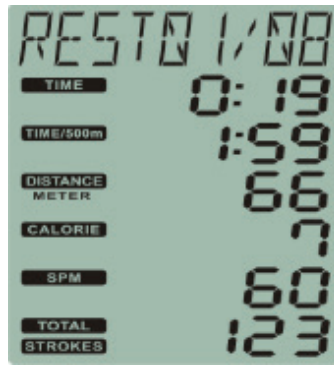 REST01/08
TIME 0:19
TIME/500m 1:59
DISTANCE 66
METER
CALORIE 7
SPM 60
TOTAL 123
STROKES